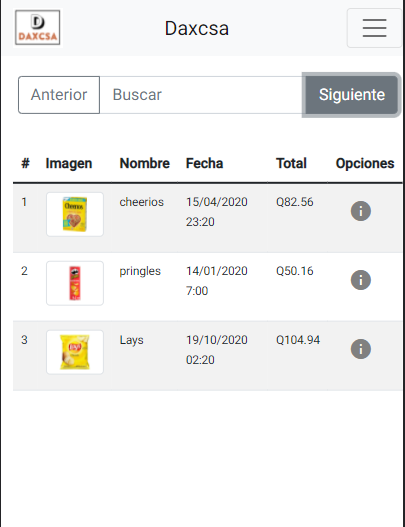 D
DAXCSA
Daxcsa
Anterior Buscar Siguiente
# Imagen Nombre Fecha Total Opciones
1 Cheerios cheerios 15/04/2020 Q82.56
23:20
2 pringles 14/01/2020 Q50.16
7:00
3 Lay's Lays 19/10/2020 Q104.94
02:20